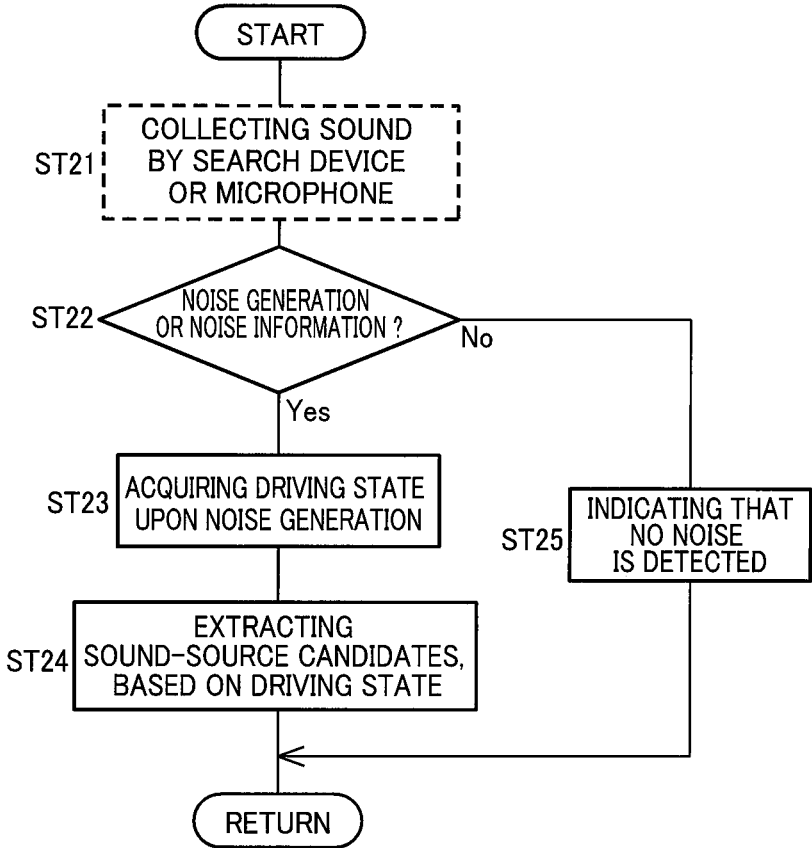 START
ST21
COLLECTING SOUND
BY SEARCH DEVICE
OR MICROPHONE
ST22
NOISE GENERATION
OR NOISE INFORMATION ?
No
Yes
ST23
ACQUIRING DRIVING STATE
UPON NOISE GENERATION
ST25
INDICATING THAT
NO NOISE
IS DETECTED
ST24
EXTRACTING
SOUND-SOURCE CANDIDATES,
BASED ON DRIVING STATE
RETURN